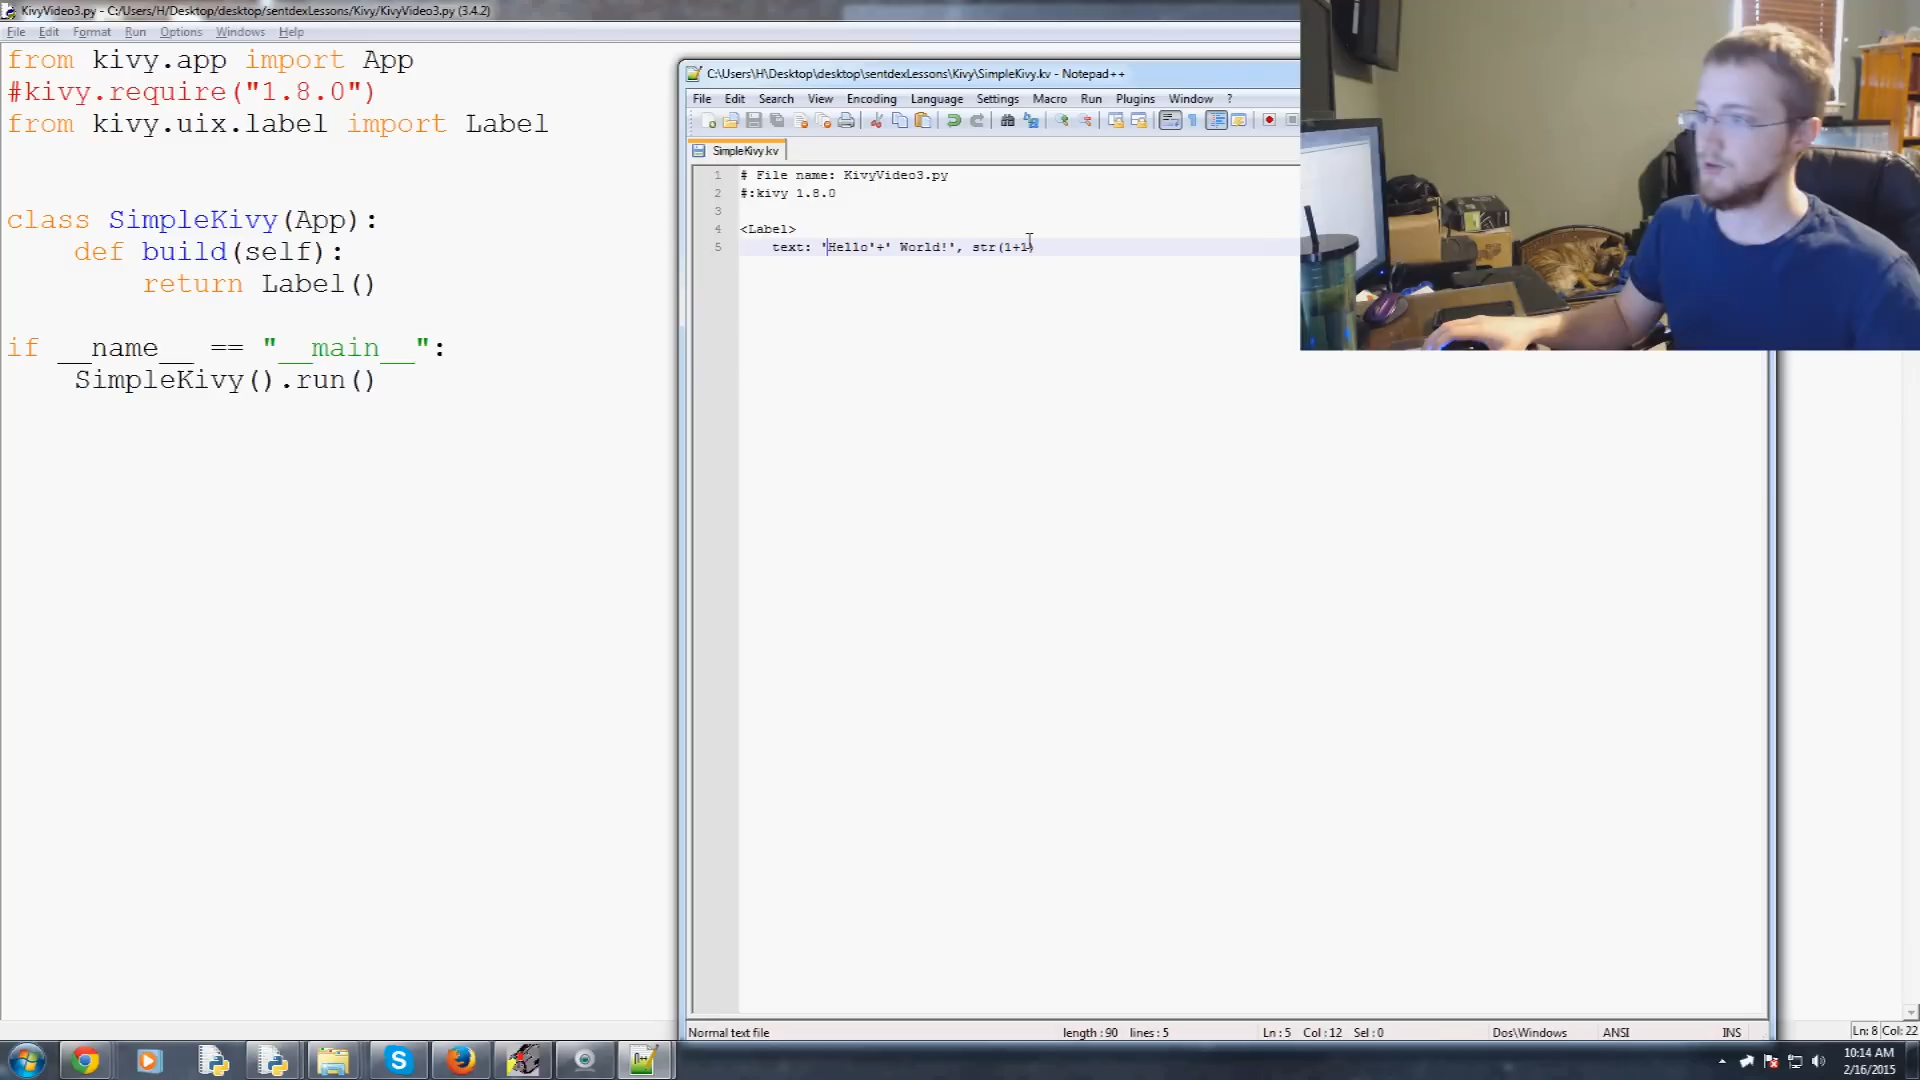 KivyVideo3.py - C:/Users/H/Desktop/desktop/sentdexLessons/Kivy/KivyVideo3.py (3.4.2)
File Edit Format Run Options Windows Help
from kivy.app import App
#kivy.require("1.8.0")
from kivy.uix.label import Label
class SimpleKivy(App):
def build(self):
return Label()
if __name__ == "__main__":
SimpleKivy().run()
C:\Users\H\Desktop\desktop\sentdexLessons\Kivy\SimpleKivy.kv - Notepad++
File Edit Search View Encoding Language Settings Macro Run Plugins Window ?
SimpleKivy.kv
1 # File name: KivyVideo3.py
2 #:kivy 1.8.0
3
4 <Label>
5 text: 'Hello'+' World!', str(1+1)
Normal text file length : 90 lines : 5 Ln : 5 Col : 12 Sel : 0 Dos\Windows ANSI INS
Ln: 8 Col: 22
10:14 AM
2/16/2015